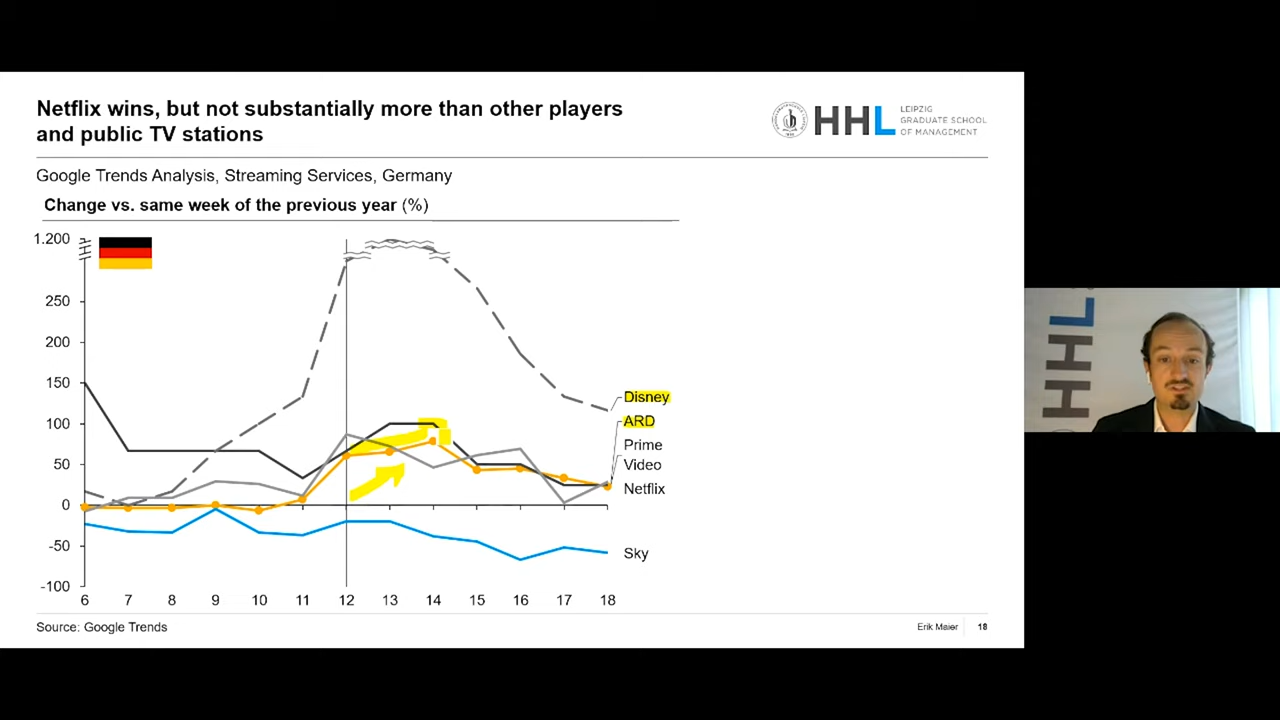 Netflix wins, but not substantially more than other players
and public TV stations
HHL
LEIPZIG
GRADUATE SCHOOL
OF MANAGEMENT
Google Trends Analysis, Streaming Services, Germany
Change vs. same week of the previous year (%)
1.200
250
200
150
100
50
0
-50
-100
6 7 8 9 10 11 12 13 14 15 16 17 18
Disney
ARD
Prime
Video
Netflix
Sky
Source: Google Trends
Erik Maier 18
HHL